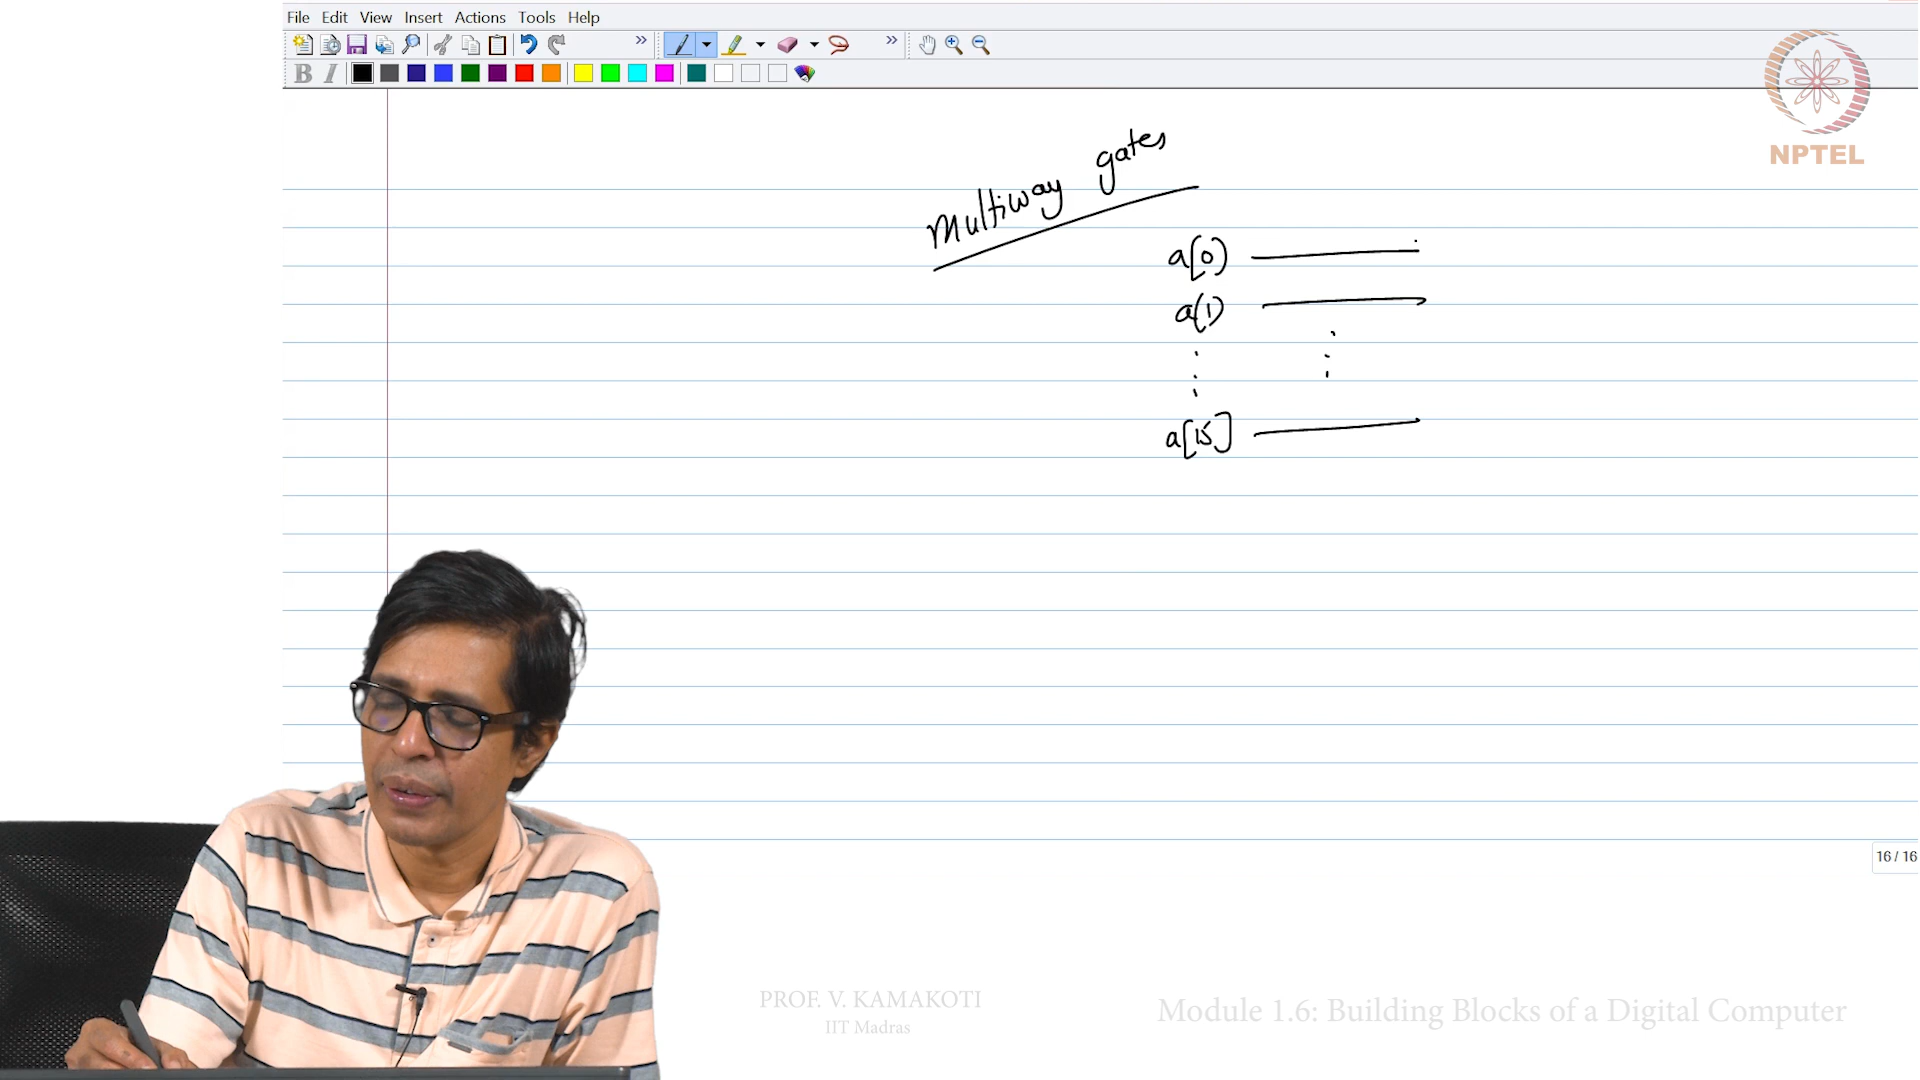 File Edit View Insert Actions Tools Help
B I
NPTEL
Multiway gates
a[0)
a(1)
a[15]
16 / 16
PROF. V. KAMAKOTI
IIT Madras
Module 1.6: Building Blocks of a Digital Computer